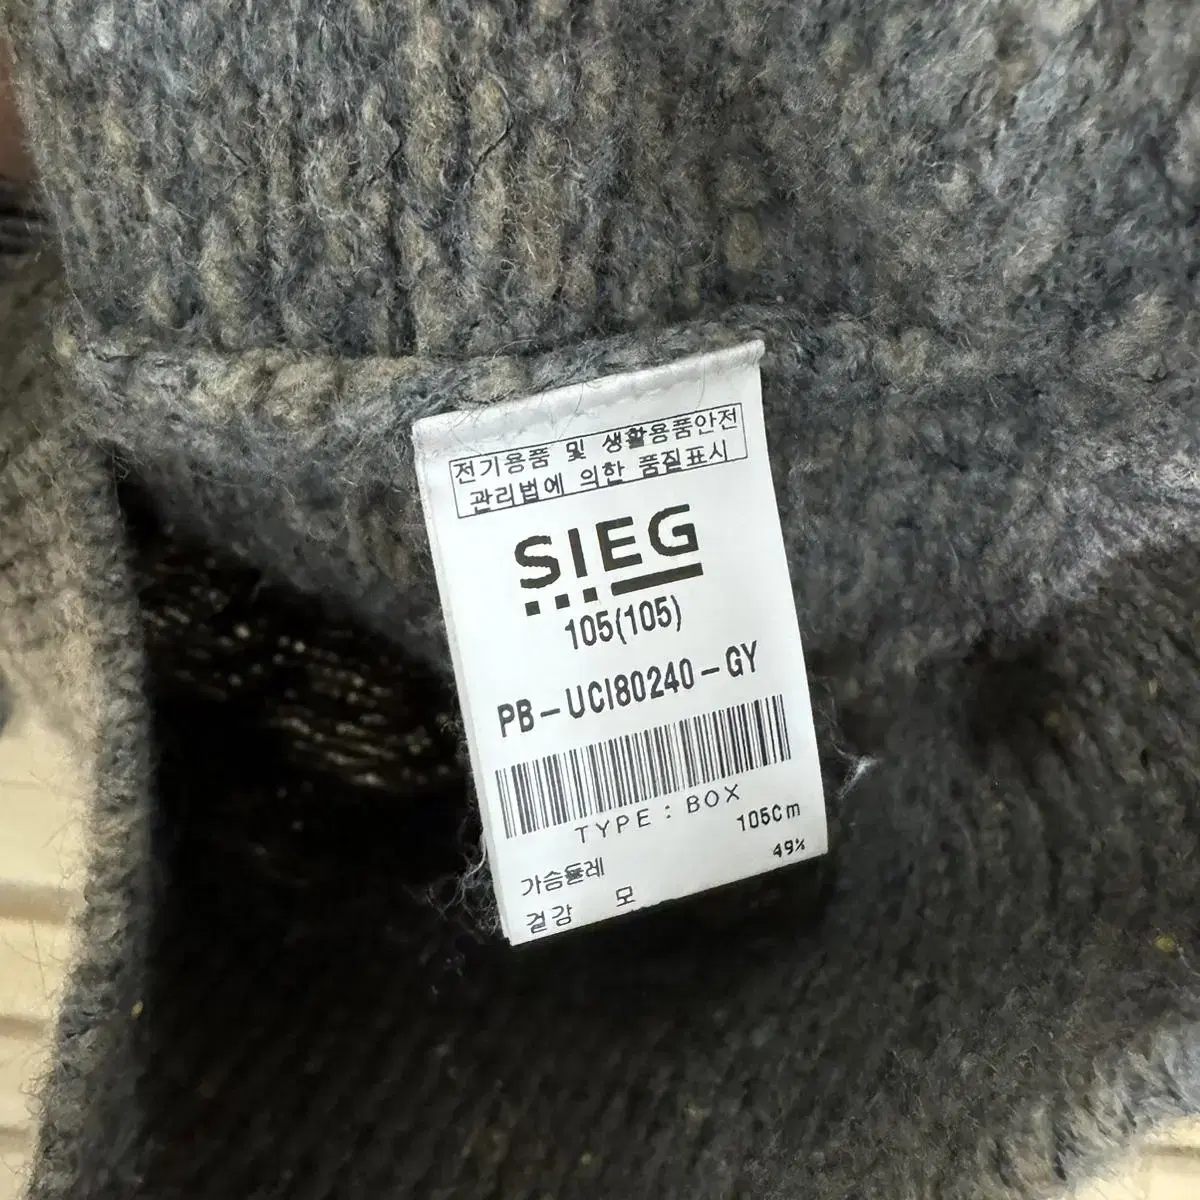 전기용품 및 생활용품안전
관리법에 의한 품질표시
SIEG
105(105)
PB-UCI80240-GY
TYPE : BOX
가슴둘레 105Cm
겉감 모 49%